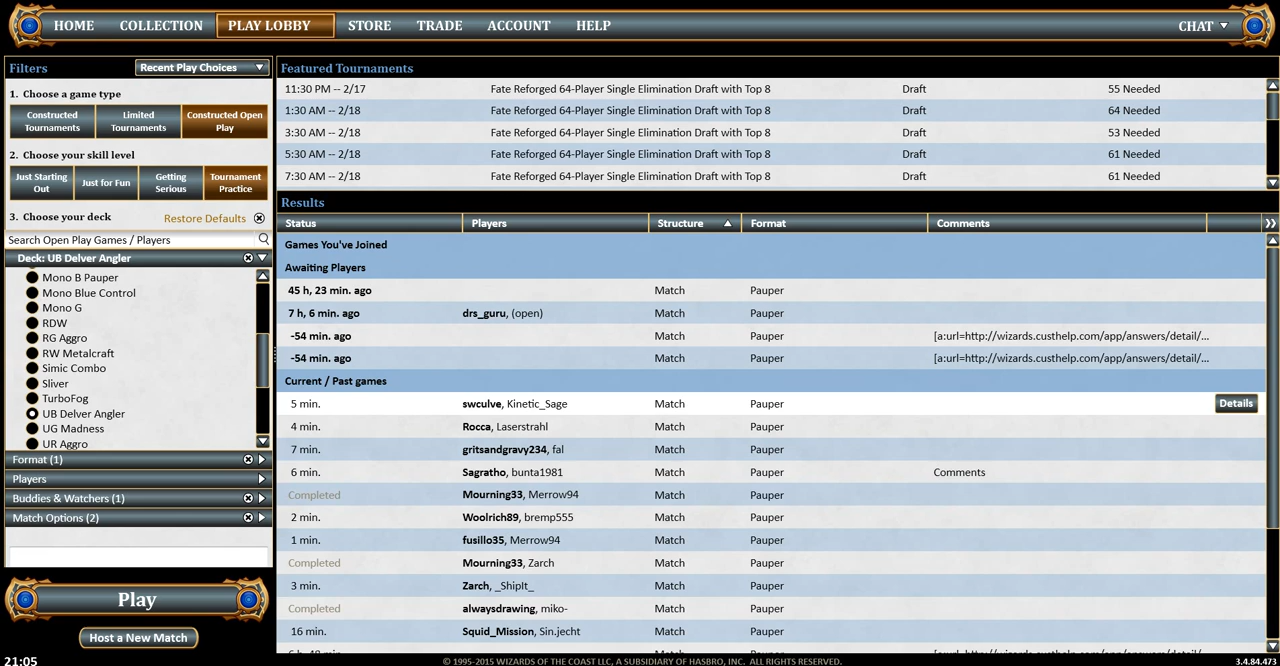 HOME COLLECTION PLAY LOBBY STORE TRADE ACCOUNT HELP CHAT
Filters Recent Play Choices
1. Choose a game type
Constructed Tournaments Limited Tournaments Constructed Open Play
2. Choose your skill level
Just Starting Out Just for Fun Getting Serious Tournament Practice
3. Choose your deck Restore Defaults
Search Open Play Games / Players
Deck: UB Delver Angler
Mono B Pauper
Mono Blue Control
Mono G
RDW
RG Aggro
RW Metalcraft
Simic Combo
Sliver
TurboFog
UB Delver Angler
UG Madness
UR Aggro
Format (1)
Players
Buddies & Watchers (1)
Match Options (2)
Play
Host a New Match
21:05
Featured Tournaments
11:30 PM -- 2/17 Fate Reforged 64-Player Single Elimination Draft with Top 8 Draft 55 Needed
1:30 AM -- 2/18 Fate Reforged 64-Player Single Elimination Draft with Top 8 Draft 64 Needed
3:30 AM -- 2/18 Fate Reforged 64-Player Single Elimination Draft with Top 8 Draft 53 Needed
5:30 AM -- 2/18 Fate Reforged 64-Player Single Elimination Draft with Top 8 Draft 61 Needed
7:30 AM -- 2/18 Fate Reforged 64-Player Single Elimination Draft with Top 8 Draft 61 Needed
Results
Status Players Structure Format Comments
Games You've Joined
Awaiting Players
45 h, 23 min. ago Match Pauper
7 h, 6 min. ago drs_guru, (open) Match Pauper
-54 min. ago Match Pauper [a:url=http://wizards.custhelp.com/app/answers/detail/...
-54 min. ago Match Pauper [a:url=http://wizards.custhelp.com/app/answers/detail/...
Current / Past games
5 min. swculve, Kinetic_Sage Match Pauper Details
4 min. Rocca, Laserstrahl Match Pauper
7 min. gritsandgravy234, fal Match Pauper
6 min. Sagratho, bunta1981 Match Pauper Comments
Completed Mourning33, Merrow94 Match Pauper
2 min. Woolrich89, bremp555 Match Pauper
1 min. fusillo35, Merrow94 Match Pauper
Completed Mourning33, Zarch Match Pauper
3 min. Zarch, _ShipIt_ Match Pauper
Completed alwaysdrawing, miko- Match Pauper
16 min. Squid_Mission, Sin.jecht Match Pauper
© 1995-2015 WIZARDS OF THE COAST LLC, A SUBSIDIARY OF HASBRO, INC. ALL RIGHTS RESERVED.
3.4.84.473